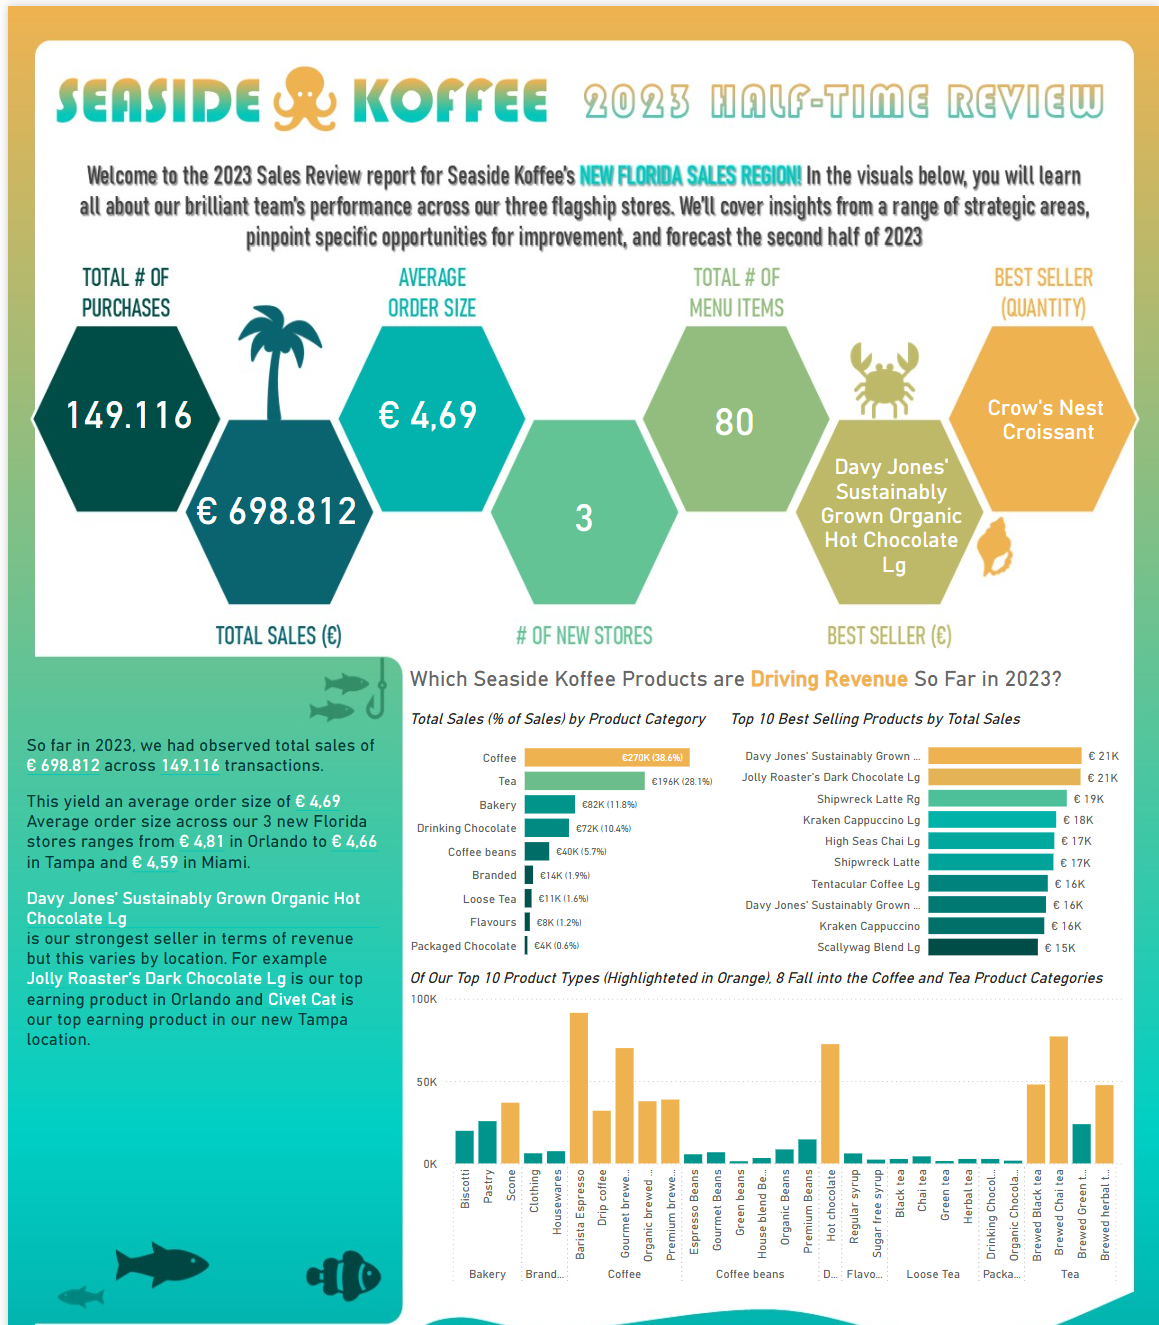 SEASIDE KOFFEE 2023 HALF-TIME REVIEW
Welcome to the 2023 Sales Review report for Seaside Koffee's NEW FLORIDA SALES REGION! In the visuals below, you will learn
all about our brilliant team's performance across our three flagship stores. We'll cover insights from a range of strategic areas,
pinpoint specific opportunities for improvement, and forecast the second half of 2023
TOTAL # OF
PURCHASES
149.116
€ 698.812
TOTAL SALES (€)
AVERAGE
ORDER SIZE
€ 4,69
3
# OF NEW STORES
TOTAL # OF
MENU ITEMS
80
Davy Jones'
Sustainably
Grown Organic
Hot Chocolate
Lg
BEST SELLER (€)
BEST SELLER
(QUANTITY)
Crow's Nest
Croissant
So far in 2023, we had observed total sales of
€ 698.812 across 149.116 transactions.
This yield an average order size of € 4,69
Average order size across our 3 new Florida
stores ranges from € 4,81 in Orlando to € 4,66
in Tampa and € 4,59 in Miami.
Davy Jones' Sustainably Grown Organic Hot
Chocolate Lg
is our strongest seller in terms of revenue
but this varies by location. For example
Jolly Roaster's Dark Chocolate Lg is our top
earning product in Orlando and Civet Cat is
our top earning product in our new Tampa
location.
Which Seaside Koffee Products are Driving Revenue So Far in 2023?
Total Sales (% of Sales) by Product Category
Coffee €270K (38.6%)
Tea €196K (28.1%)
Bakery €82K (11.8%)
Drinking Chocolate €72K (10.4%)
Coffee beans €40K (5.7%)
Branded €14K (1.9%)
Loose Tea €11K (1.6%)
Flavours €8K (1.2%)
Packaged Chocolate €4K (0.6%)
Top 10 Best Selling Products by Total Sales
Davy Jones' Sustainably Grown ... € 21K
Jolly Roaster's Dark Chocolate Lg € 21K
Shipwreck Latte Rg € 19K
Kraken Cappuccino Lg € 18K
High Seas Chai Lg € 17K
Shipwreck Latte € 17K
Tentacular Coffee Lg € 16K
Davy Jones' Sustainably Grown ... € 16K
Kraken Cappuccino € 16K
Scallywag Blend Lg € 15K
Of Our Top 10 Product Types (Highlighteted in Orange), 8 Fall into the Coffee and Tea Product Categories
100K
50K
0K
Biscotti
Pastry
Scone
Clothing
Housewares
Barista Espresso
Drip coffee
Gourmet brewe...
Organic brewed ...
Premium brewe...
Espresso Beans
Gourmet Beans
Green beans
House blend Be...
Organic Beans
Premium Beans
Hot chocolate
Regular syrup
Sugar free syrup
Black tea
Chai tea
Green tea
Herbal tea
Drinking Chocol...
Organic Chocola...
Brewed Black tea
Brewed Chai tea
Brewed Green t...
Brewed herbal t...
Bakery
Brand...
Coffee
Coffee beans
D...
Flavo...
Loose Tea
Packa...
Tea